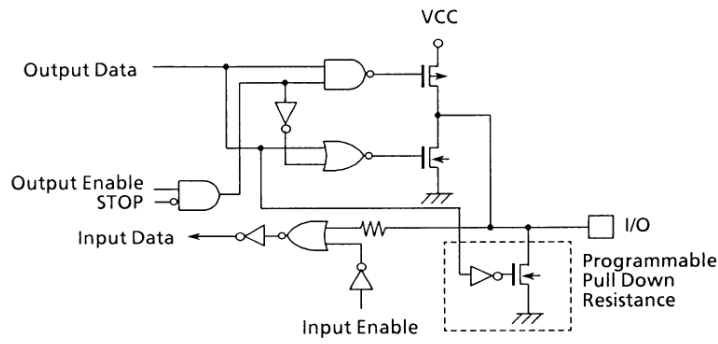 VCC
Output Data
Output Enable
STOP
Input Data
I/O
Programmable
Pull Down
Resistance
Input Enable